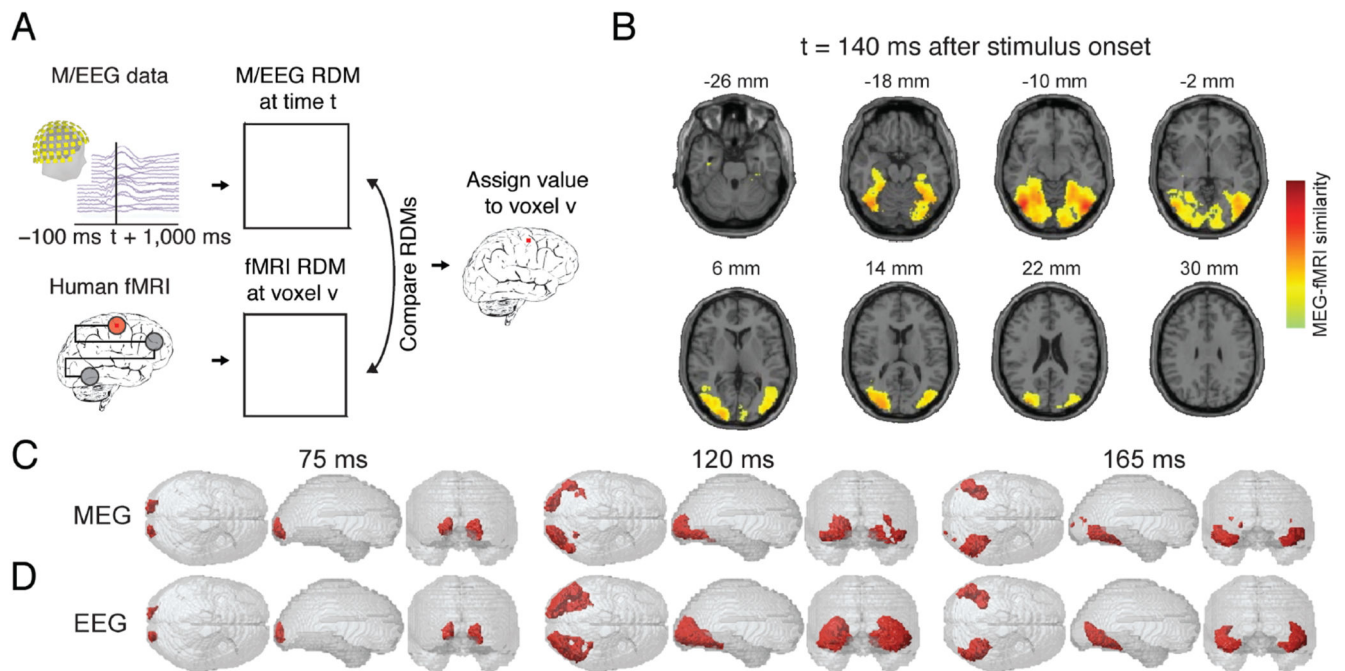 A
M/EEG data
M/EEG RDM
at time t
−100 ms t + 1,000 ms
Human fMRI
fMRI RDM
at voxel v
Compare RDMs
Assign value
to voxel v
B
t = 140 ms after stimulus onset
-26 mm
-18 mm
-10 mm
-2 mm
6 mm
14 mm
22 mm
30 mm
MEG-fMRI similarity
C
75 ms
120 ms
165 ms
MEG
D
EEG